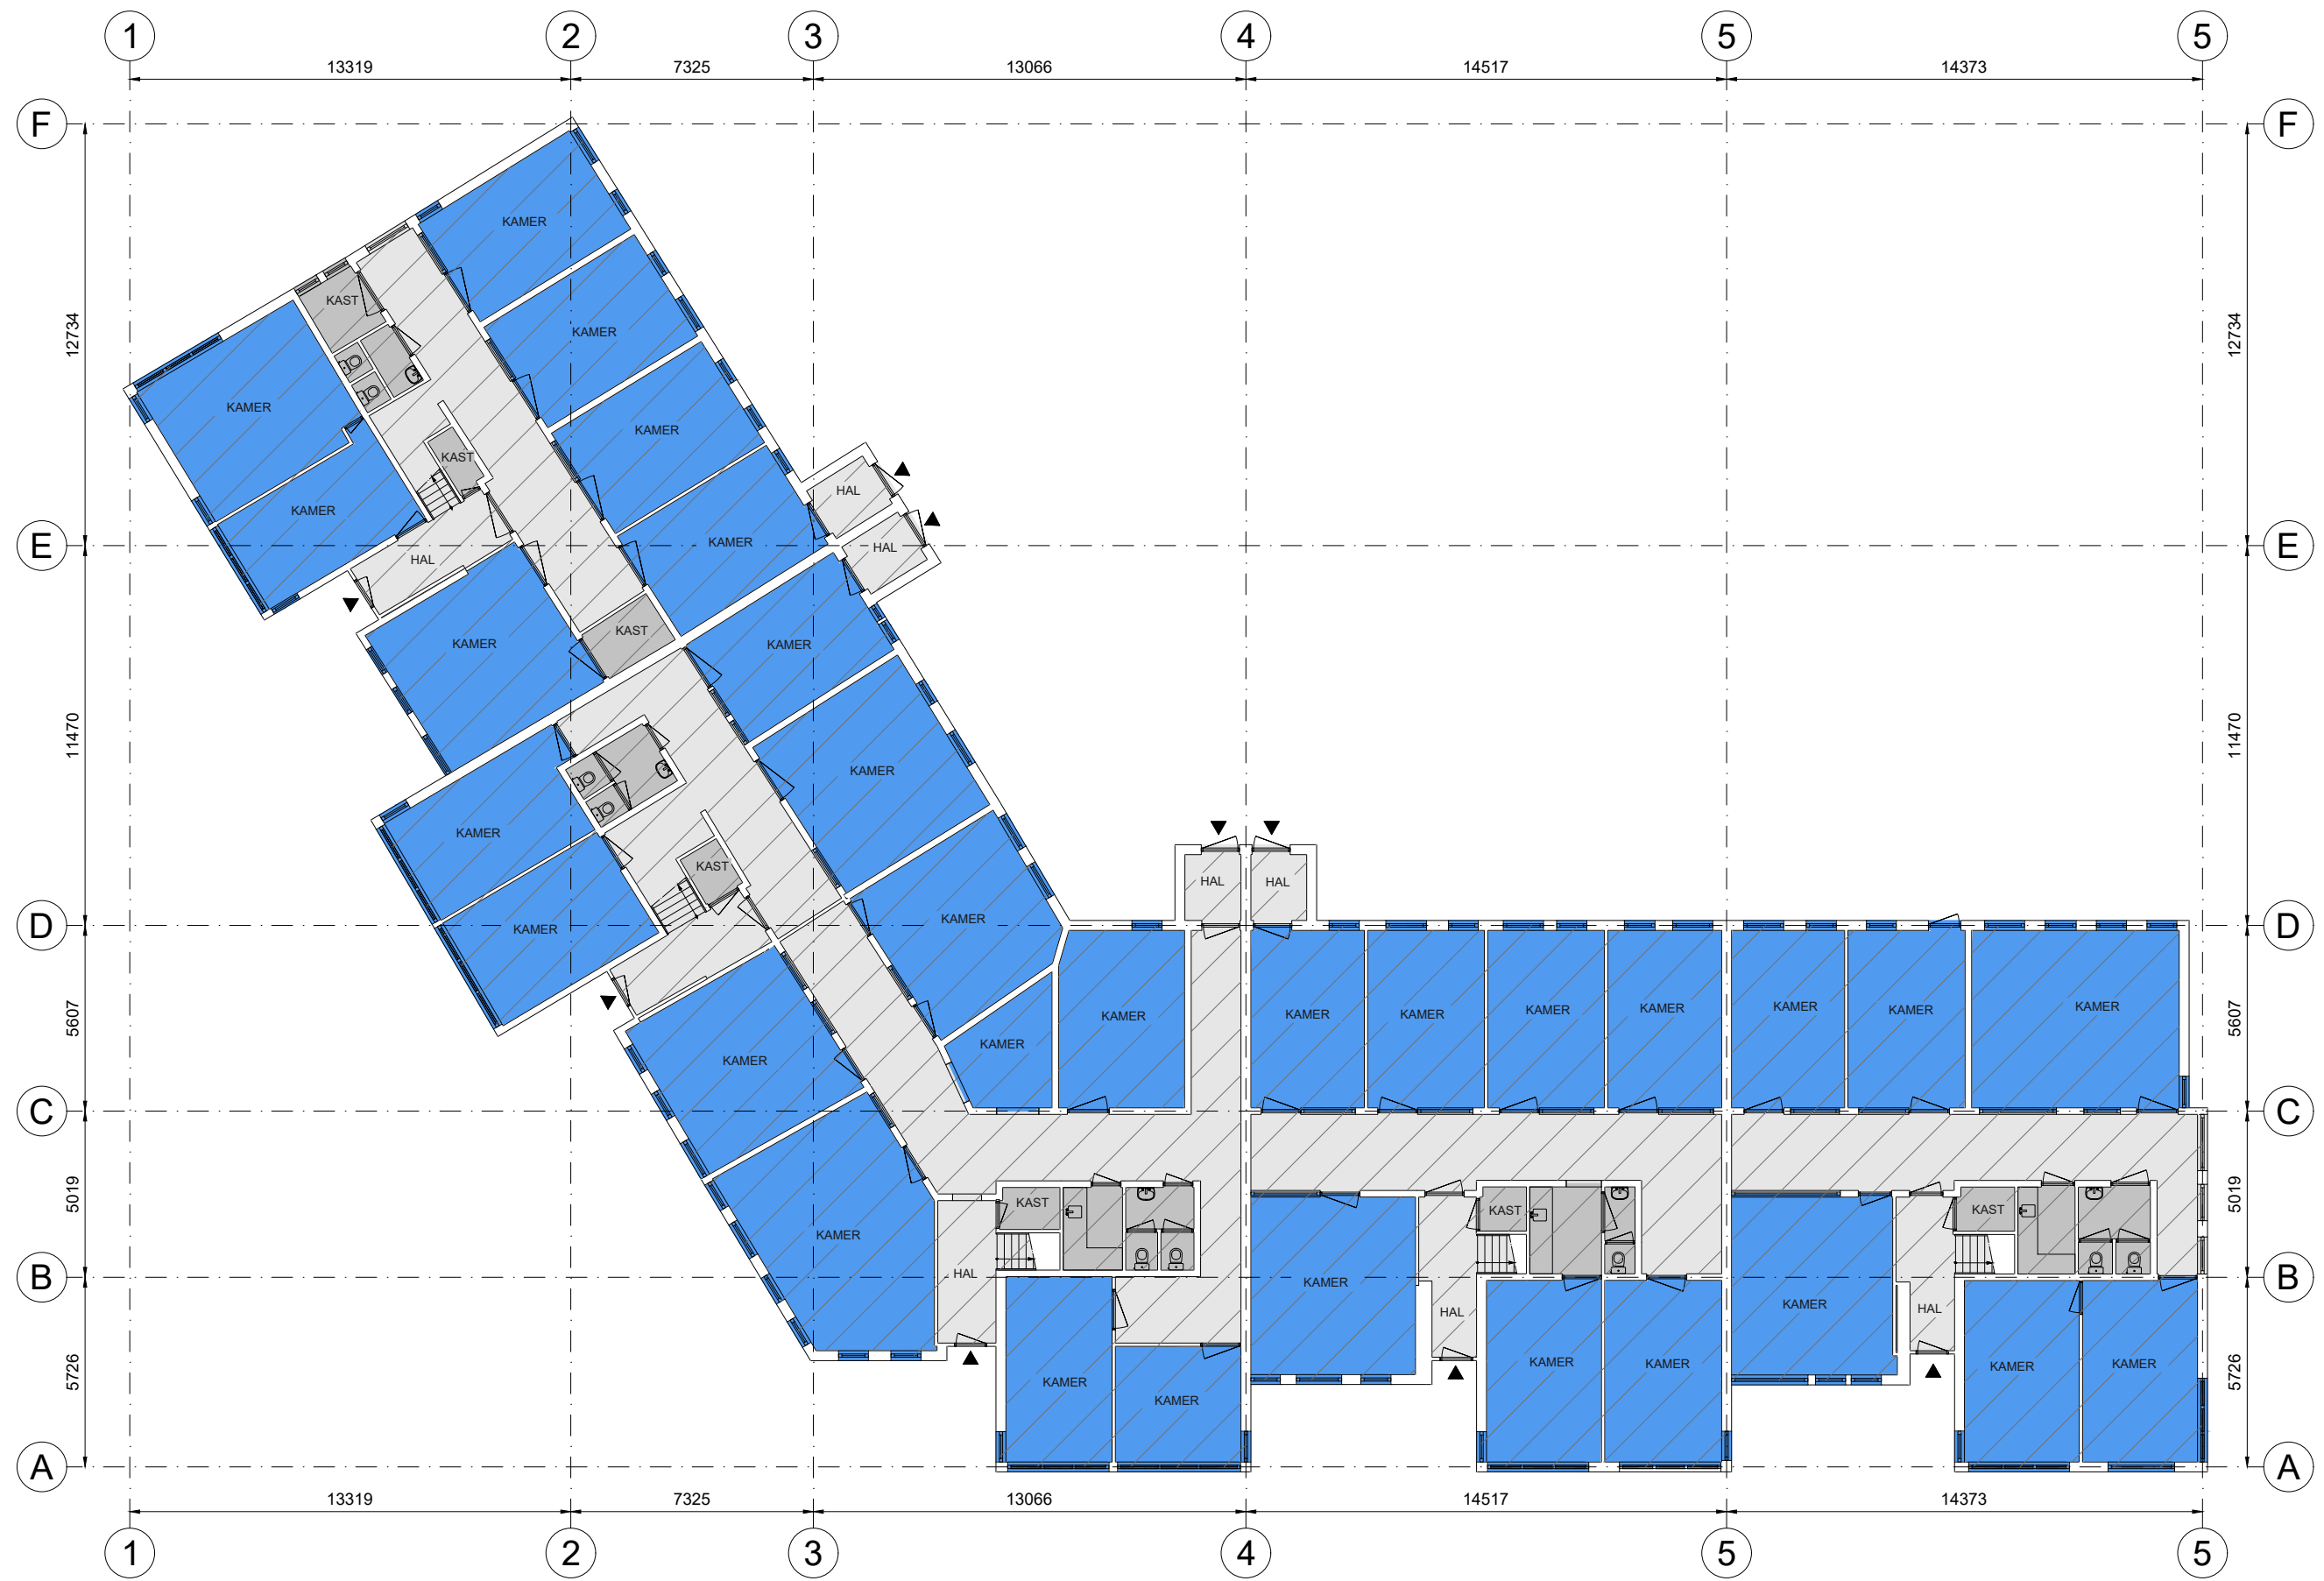 1 2 3 4 5 5
13319 7325 13066 14517 14373
F F
KAMER
12734 12734
KAST
KAMER
KAMER
KAMER
KAST
HAL
KAMER
KAMER
HAL
E E
HAL
KAST
KAMER
KAMER
11470 11470
KAMER
KAMER
KAST
HAL HAL
KAMER
KAMER
D D
5607 5607
KAMER KAMER KAMER KAMER KAMER KAMER KAMER KAMER
KAMER
KAMER
C C
5019 5019
KAST KAST KAST
KAMER
B B
HAL KAMER HAL KAMER HAL
5726 5726
KAMER KAMER KAMER KAMER KAMER
KAMER
A A
13319 7325 13066 14517 14373
1 2 3 4 5 5